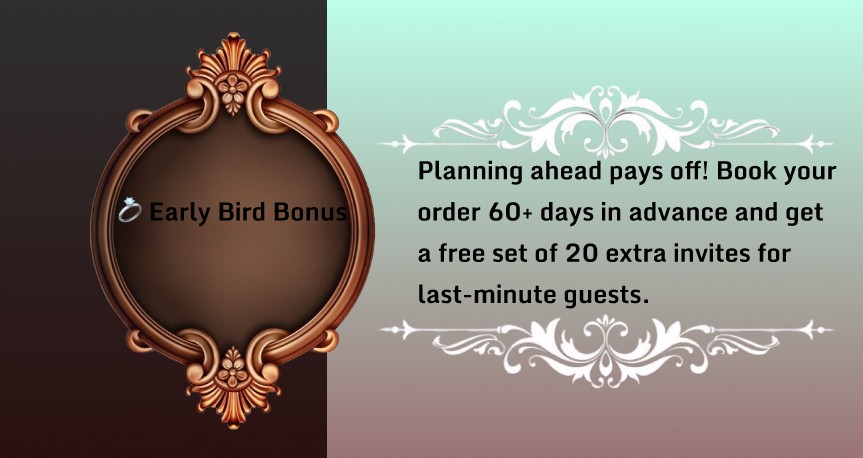 💍 Early Bird Bonus
Planning ahead pays off! Book your
order 60+ days in advance and get
a free set of 20 extra invites for
last-minute guests.